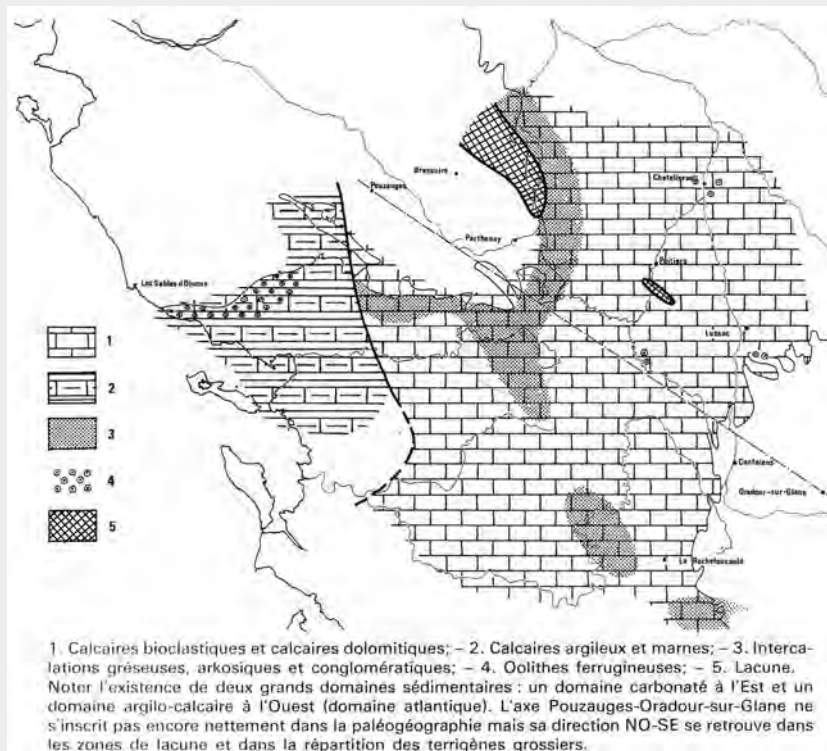 Bressuire
Pouzauges
Chatellerault
Parthenay
Poitiers
Les Sables d'Olonne
Lussac
1
2
3
4
5
Confolens
Oradour-sur-Glane
La Rochefoucauld
1. Calcaires bioclastiques et calcaires dolomitiques; – 2. Calcaires argileux et marnes; – 3. Interca-
lations gréseuses, arkosiques et conglomératiques; – 4. Oolithes ferrugineuses; – 5. Lacune.
Noter l'existence de deux grands domaines sédimentaires : un domaine carbonaté à l'Est et un
domaine argilo-calcaire à l'Ouest (domaine atlantique). L'axe Pouzauges-Oradour-sur-Glane ne
s'inscrit pas encore nettement dans la paléogéographie mais sa direction NO-SE se retrouve dans
les zones de lacune et dans la répartition des terrigènes grossiers.